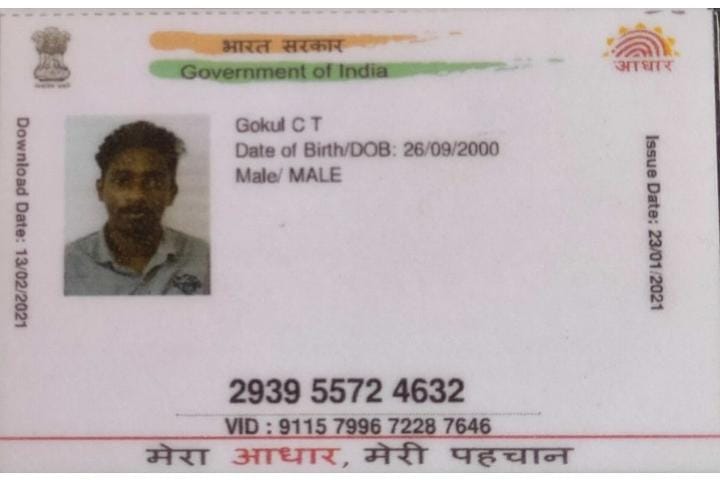 भारत सरकार
Government of India
आधार
Download Date: 13/02/2021
Gokul C T
Date of Birth/DOB: 26/09/2000
Male/ MALE
Issue Date: 23/01/2021
2939 5572 4632
VID : 9115 7996 7228 7646
मेरा आधार, मेरी पहचान